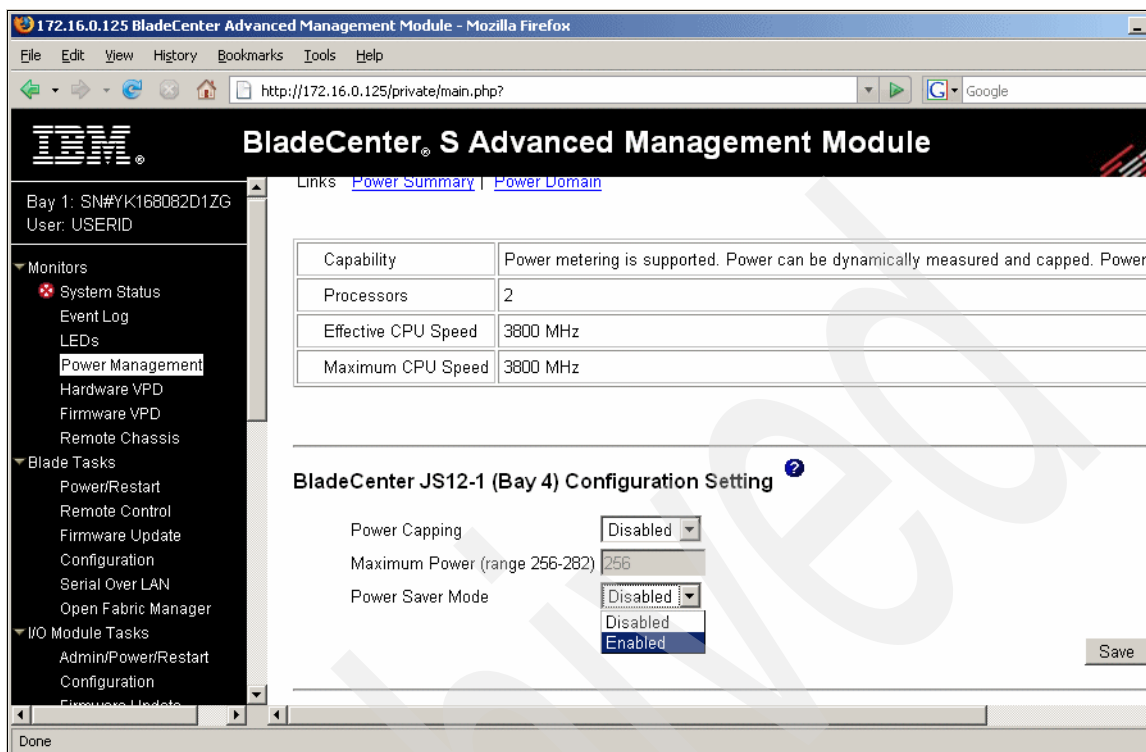 172.16.0.125 BladeCenter Advanced Management Module - Mozilla Firefox
File Edit View History Bookmarks Tools Help
http://172.16.0.125/private/main.php?
G Google
IBM®
BladeCenter® S Advanced Management Module
Bay 1: SN#YK168082D1ZG
User: USERID
Monitors
System Status
Event Log
LEDs
Power Management
Hardware VPD
Firmware VPD
Remote Chassis
Blade Tasks
Power/Restart
Remote Control
Firmware Update
Configuration
Serial Over LAN
Open Fabric Manager
I/O Module Tasks
Admin/Power/Restart
Configuration
Firmware Update
Links Power Summary | Power Domain
Capability Power metering is supported. Power can be dynamically measured and capped. Power
Processors 2
Effective CPU Speed 3800 MHz
Maximum CPU Speed 3800 MHz
BladeCenter JS12-1 (Bay 4) Configuration Setting ?
Power Capping Disabled
Maximum Power (range 256-282) 256
Power Saver Mode Disabled
Disabled
Enabled
Save
Done